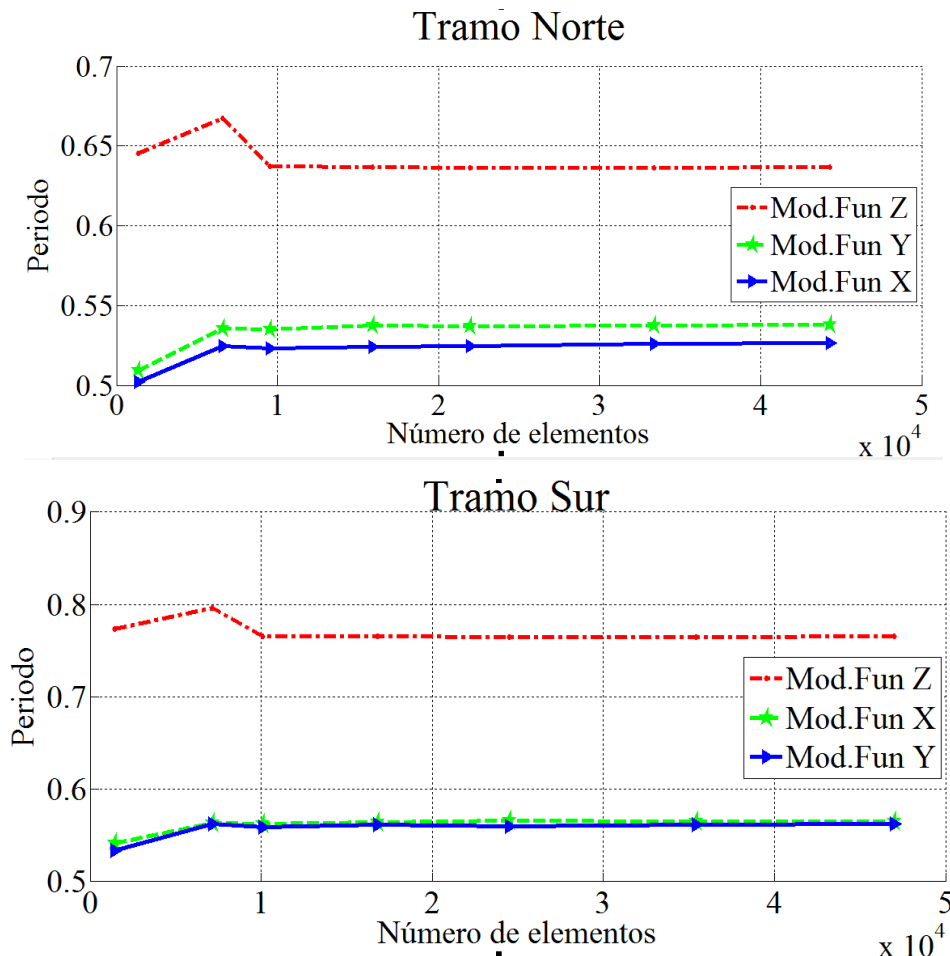 Tramo Norte
0.7
0.65
0.6
0.55
0.5
Periodo
Mod.Fun Z
Mod.Fun Y
Mod.Fun X
0 1 2 3 4 5
Número de elementos
x 10^4
Tramo Sur
0.9
0.8
0.7
0.6
0.5
Periodo
Mod.Fun Z
Mod.Fun X
Mod.Fun Y
0 1 2 3 4 5
Número de elementos
x 10^4